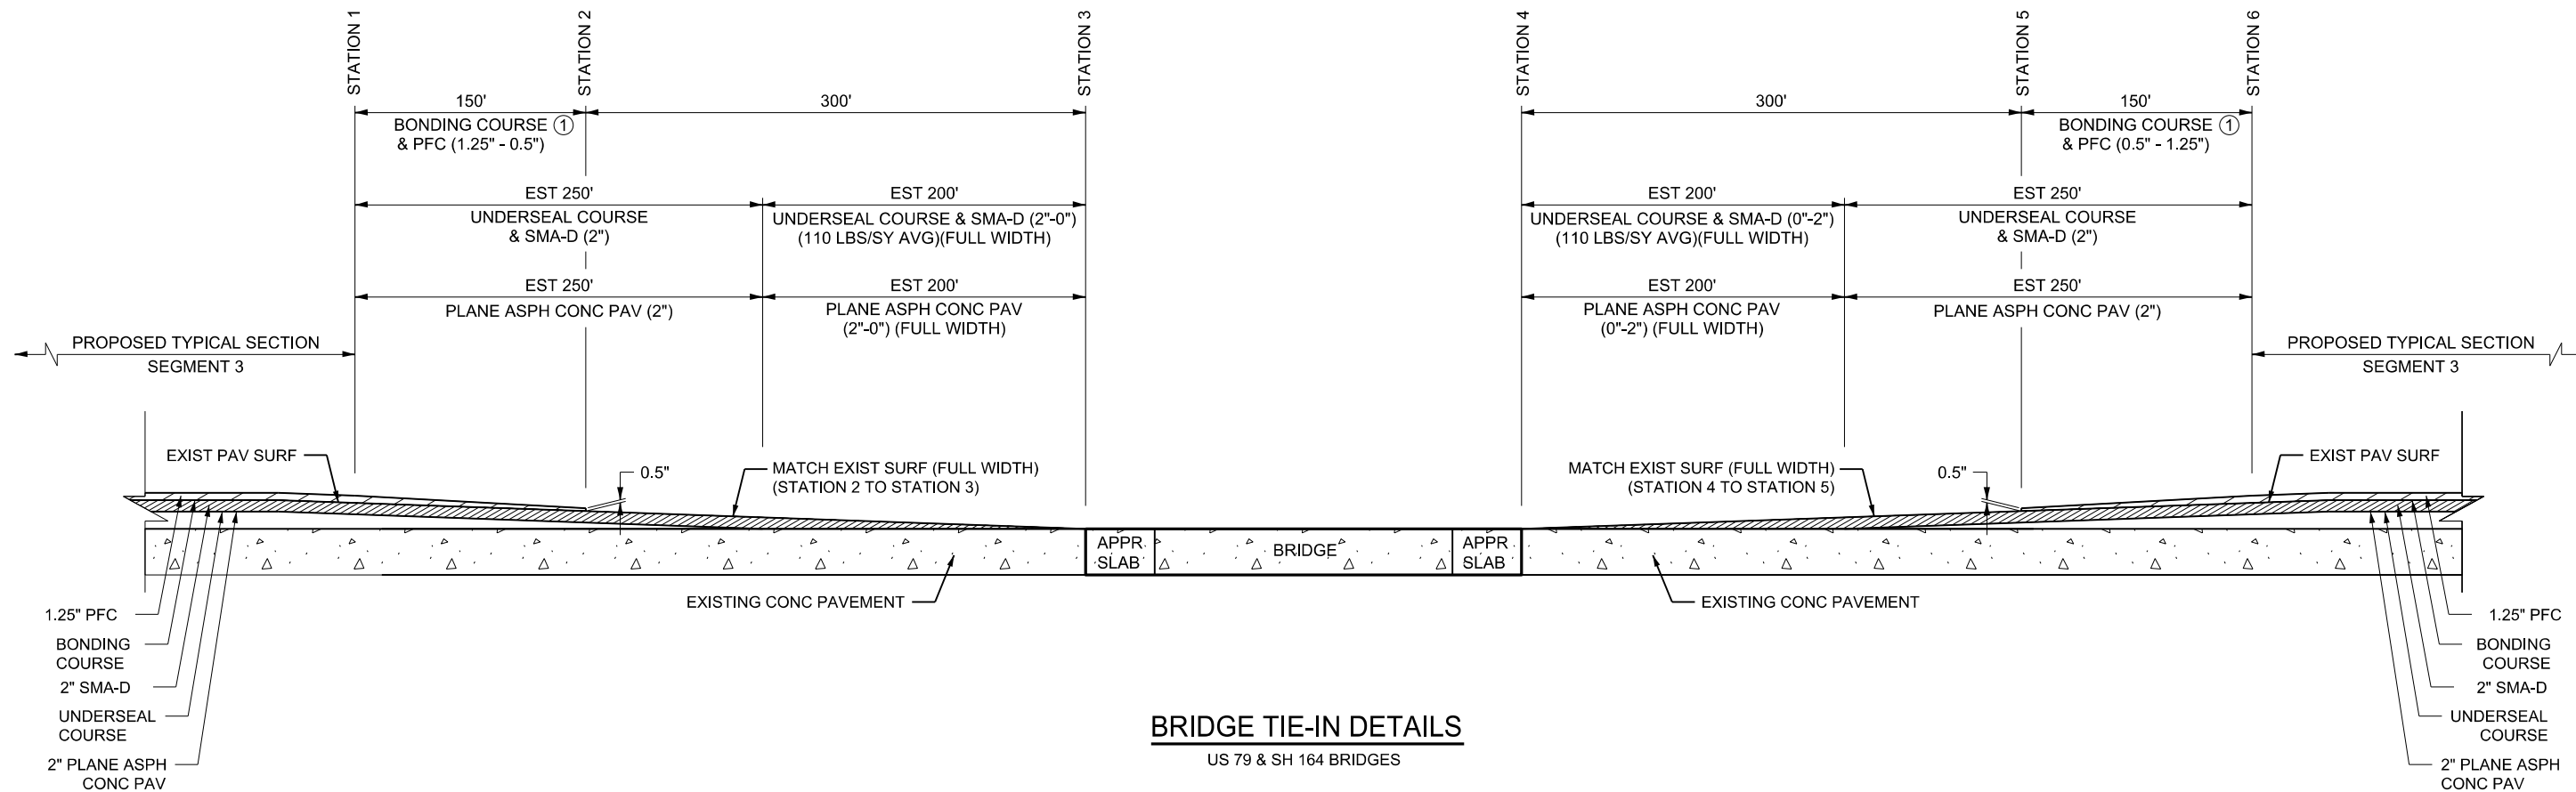 STATION 1
STATION 2
STATION 3
STATION 4
STATION 5
STATION 6
150'
BONDING COURSE ①
& PFC (1.25" - 0.5")
300'
300'
150'
BONDING COURSE ①
& PFC (0.5" - 1.25")
EST 250'
UNDERSEAL COURSE
& SMA-D (2")
EST 200'
UNDERSEAL COURSE & SMA-D (2"-0")
(110 LBS/SY AVG)(FULL WIDTH)
EST 200'
UNDERSEAL COURSE & SMA-D (0"-2")
(110 LBS/SY AVG)(FULL WIDTH)
EST 250'
UNDERSEAL COURSE
& SMA-D (2")
EST 250'
PLANE ASPH CONC PAV (2")
EST 200'
PLANE ASPH CONC PAV
(2"-0") (FULL WIDTH)
EST 200'
PLANE ASPH CONC PAV
(0"-2") (FULL WIDTH)
EST 250'
PLANE ASPH CONC PAV (2")
PROPOSED TYPICAL SECTION
SEGMENT 3
PROPOSED TYPICAL SECTION
SEGMENT 3
EXIST PAV SURF
0.5"
MATCH EXIST SURF (FULL WIDTH)
(STATION 2 TO STATION 3)
MATCH EXIST SURF (FULL WIDTH)
(STATION 4 TO STATION 5)
0.5"
EXIST PAV SURF
APPR
SLAB
BRIDGE
APPR
SLAB
EXISTING CONC PAVEMENT
EXISTING CONC PAVEMENT
1.25" PFC
BONDING
COURSE
2" SMA-D
UNDERSEAL
COURSE
2" PLANE ASPH
CONC PAV
1.25" PFC
BONDING
COURSE
2" SMA-D
UNDERSEAL
COURSE
2" PLANE ASPH
CONC PAV
BRIDGE TIE-IN DETAILS
US 79 & SH 164 BRIDGES